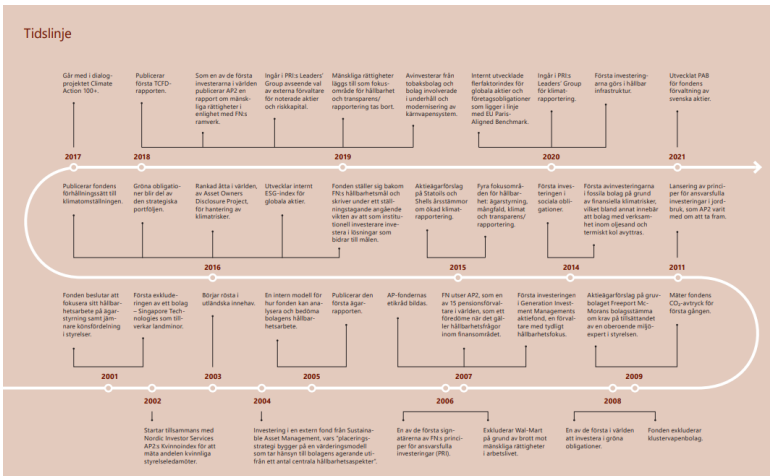 Tidslinje
Går med i dialog-
projektet Climate
Action 100+.
Publicerar
första TCFD-
rapporten.
Som en av de första
investerarna i världen
publicerar AP2 en
rapport om mänsk-
liga rättigheter i
enlighet med FN:s
ramverk.
Ingår i PRI:s Leaders'
Group avseende val
av externa förvaltare
för noterade aktier
och riskkapital.
Mänskliga rättigheter
läggs till som fokus-
område för hållbarhet
och transparens/
rapportering tas bort.
Avinvesterar från
tobaksbolag och
bolag involverade
i underhåll och
modernisering av
kärnvapensystem.
Internt utvecklade
flerfaktorindex för
globala aktier och
företagsobligationer
som ligger i linje
med EU Paris-
Aligned Benchmark.
Ingår i PRI:s
Leaders' Group
för klimat-
rapportering.
Första investering-
arna görs i hållbar
infrastruktur.
Utvecklat PAB
för fondens
förvaltning av
svenska aktier.
2017
2018
2019
2020
2021
Publicerar fondens
förhållningssätt till
klimatomställningen.
Gröna obligatio-
ner blir del av
den strategiska
portföljen.
Rankad åtta i världen,
av Asset Owners
Disclosure Project,
för hantering av
klimatrisker.
Utvecklar internt
ESG-index för
globala aktier.
Fonden ställer sig bakom
FN:s hållbarhetsmål och
skriver under ett ställ-
ningstagande angående
vikten av att som institutio-
nell investerare inve-
stera i lösningar som
bidrar till målen.
Aktieägarförslag
på Statoils och
Shells årsstämmor
om ökad klimat-
rapportering.
Fyra fokusområ-
den för hållbar-
het: ägarstyrning,
mångfald, klimat
och transparens/
rapportering.
Första inves-
teringen i
sociala obli-
gationer.
Första avinvesteringarna
i fossila bolag på grund
av finansiella klimatrisker,
vilket bland annat innebär
att bolag med verksam-
het inom oljesand och
termiskt kol avyttras.
Lansering av princi-
per för ansvarsfulla
investeringar i jord-
bruk, som AP2 varit
med om att ta fram.
2016
2015
2014
2011
Fonden beslutar att
fokusera sitt hållbar-
hetsarbete på ägar-
styrning samt jäm-
nare könsfördelning
i styrelser.
Första exklude-
ringen av ett bolag
– Singapore Tech-
nologies som till-
verkar landminor.
Börjar rösta i
utländska innehav.
En intern modell för
hur fonden kan ana-
lysera och bedöma
bolagens hållbar-
hetsarbete.
Publicerar den
första ägar-
rapporten.
AP-fondernas
etikråd bildas.
FN utser AP2, som en
av 15 pensionsförval-
tare i världen, som ett
föredöme när det gäl-
ler hållbarhetsfrågor
inom finansområdet.
Första investeringen
i Generation Invest-
ment Managements
aktiefond, en förval-
tare med tydligt
hållbarhetsfokus.
Aktieägarförslag på gruv-
bolaget Freeport Mc-
Morans bolagsstämma
om krav på tillsättandet
av en oberoende miljö-
expert i styrelsen.
Mäter fondens
CO₂-avtryck för
första gången.
2001
2003
2005
2007
2009
2002
2004
2006
2008
Startar tillsammans med
Nordic Investor Services
AP2:s Kvinnoindex för att
mäta andelen kvinnliga
styrelseledamöter.
Investering i en extern fond från Sustaina-
ble Asset Management, vars "placerings-
strategi bygger på en värderingsmodell
som tar hänsyn till bolagens agerande uti-
från ett antal centrala hållbarhetsaspekter".
En av de första sign-
atärerna av FN:s princi-
per för ansvarsfulla
investeringar (PRI).
Exkluderar Wal-Mart
på grund av brott mot
mänskliga rättigheter
i arbetslivet.
En av de första i världen
att investera i gröna
obligationer.
Fonden exkluderar
klustervapenbolag.